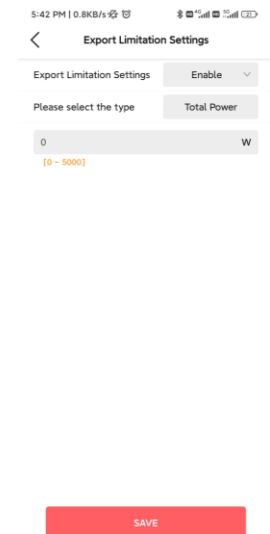 5:42 PM | 0.8KB/s
Export Limitation Settings
Export Limitation Settings Enable
Please select the type Total Power
0 W
[0 – 5000]
SAVE